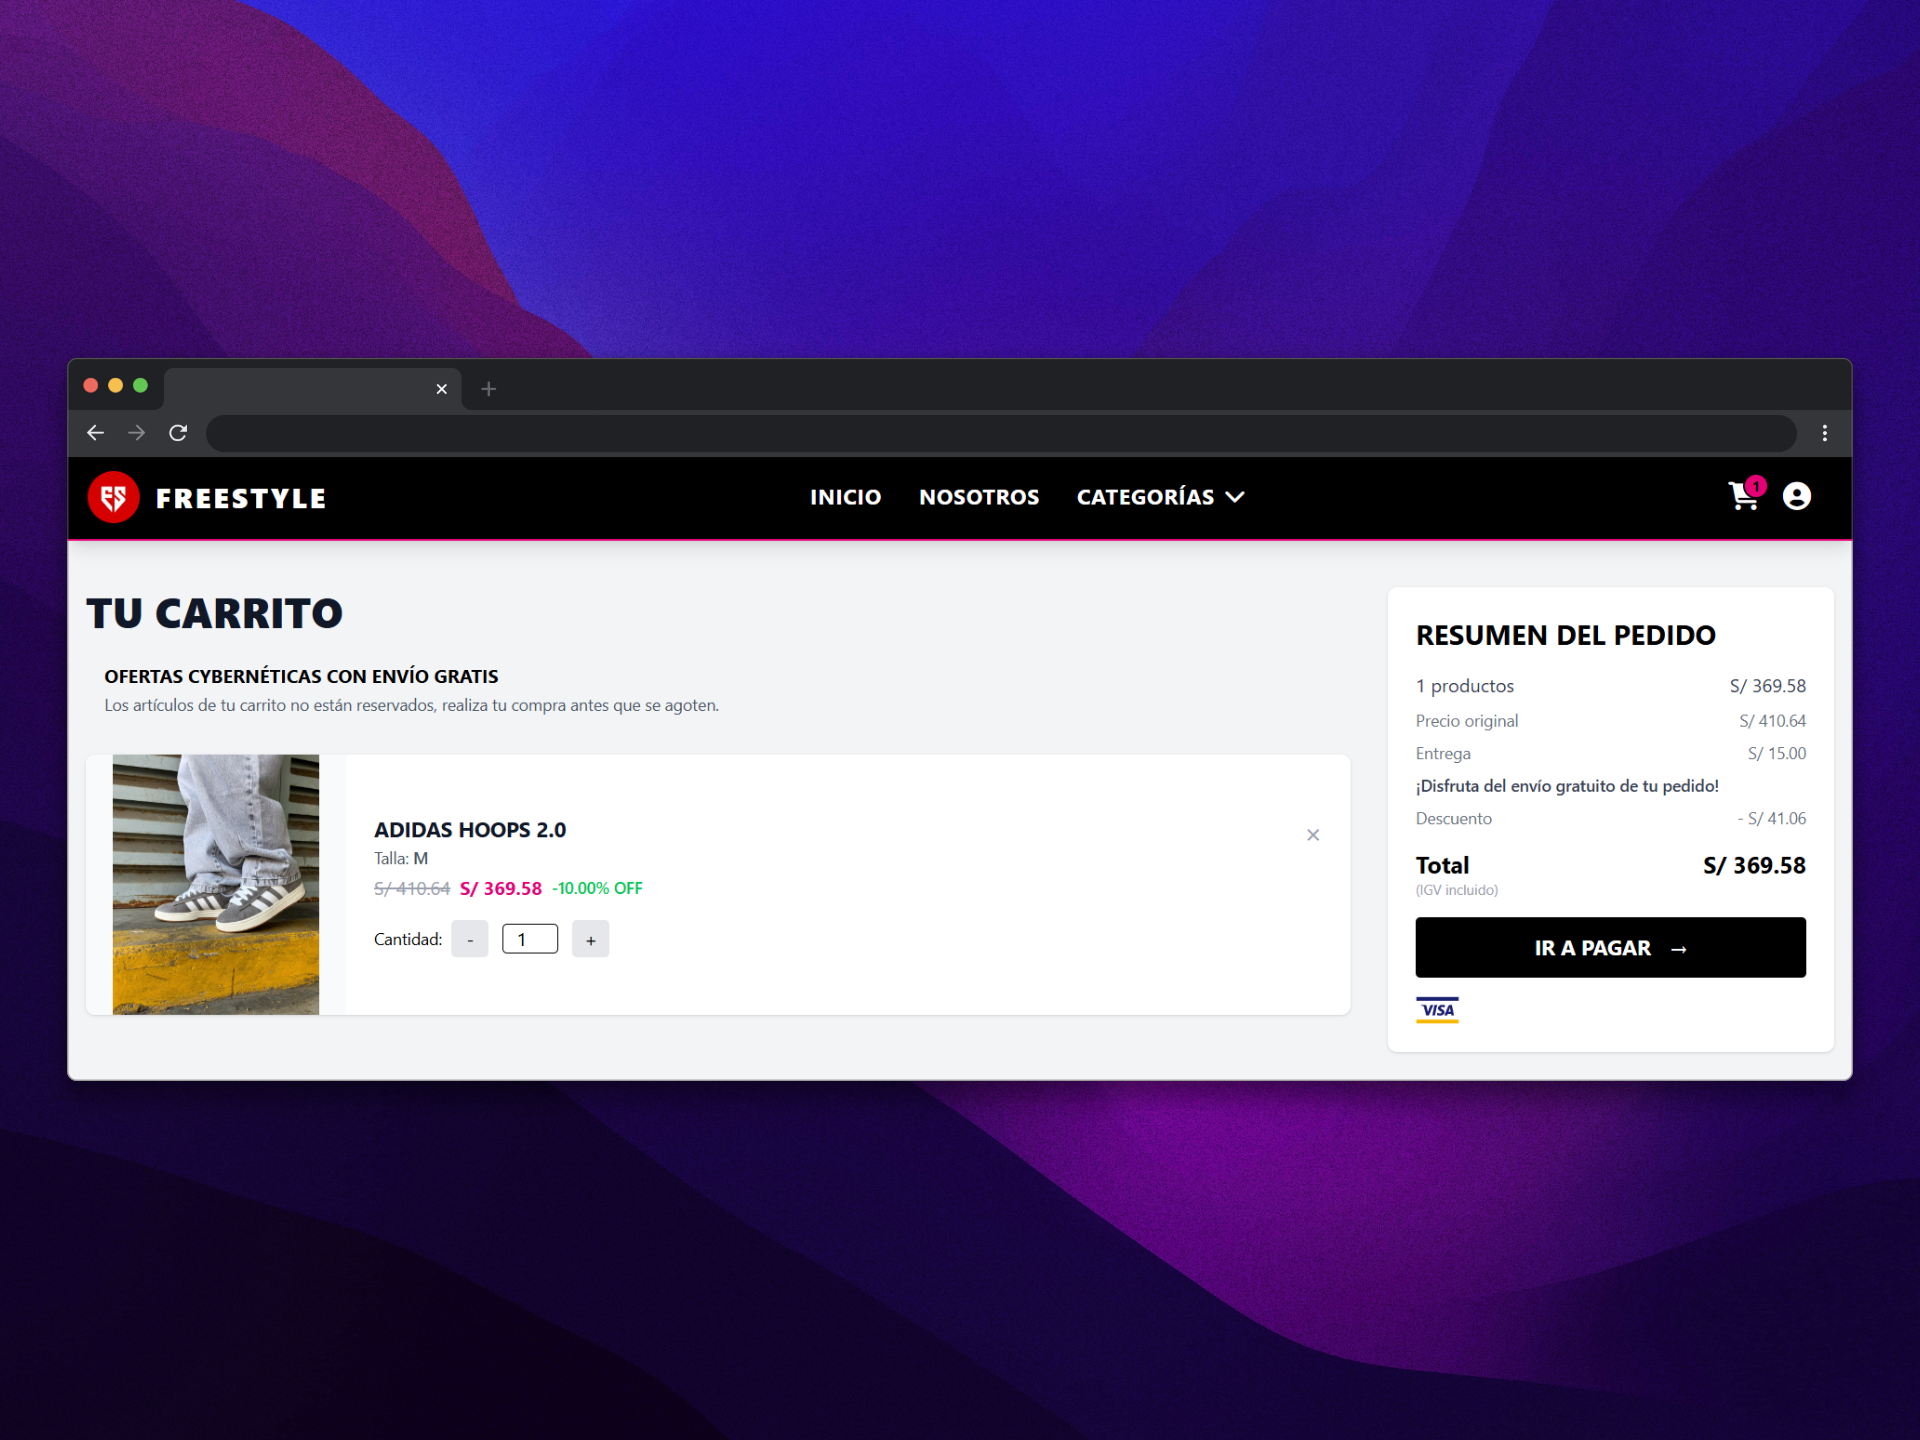 FREESTYLE
INICIO NOSOTROS CATEGORÍAS
1
TU CARRITO
OFERTAS CYBERNÉTICAS CON ENVÍO GRATIS
Los artículos de tu carrito no están reservados, realiza tu compra antes que se agoten.
ADIDAS HOOPS 2.0
Talla: M
S/ 410.64 S/ 369.58 -10.00% OFF
Cantidad: - 1 +
RESUMEN DEL PEDIDO
1 productos S/ 369.58
Precio original S/ 410.64
Entrega S/ 15.00
¡Disfruta del envío gratuito de tu pedido!
Descuento - S/ 41.06
Total S/ 369.58
(IGV incluido)
IR A PAGAR →
VISA